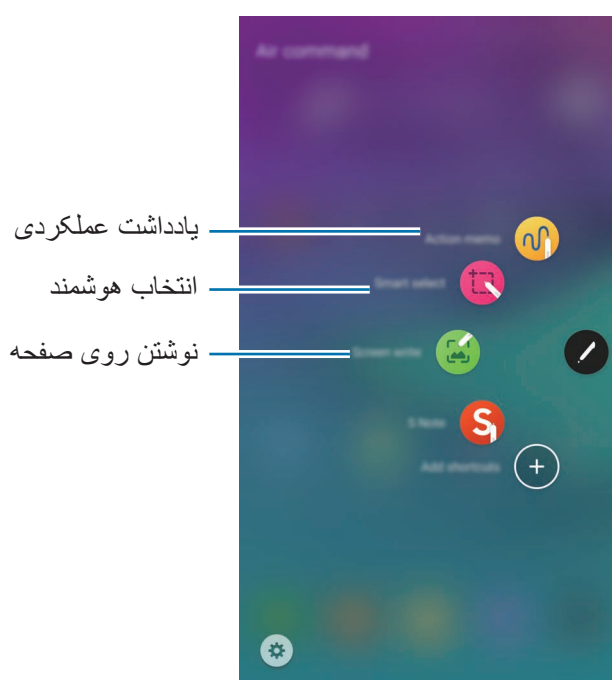 Air command
یادداشت عملکردی
Action memo
انتخاب هوشمند
Smart select
نوشتن روی صفحه
Screen write
S Note
Add shortcuts